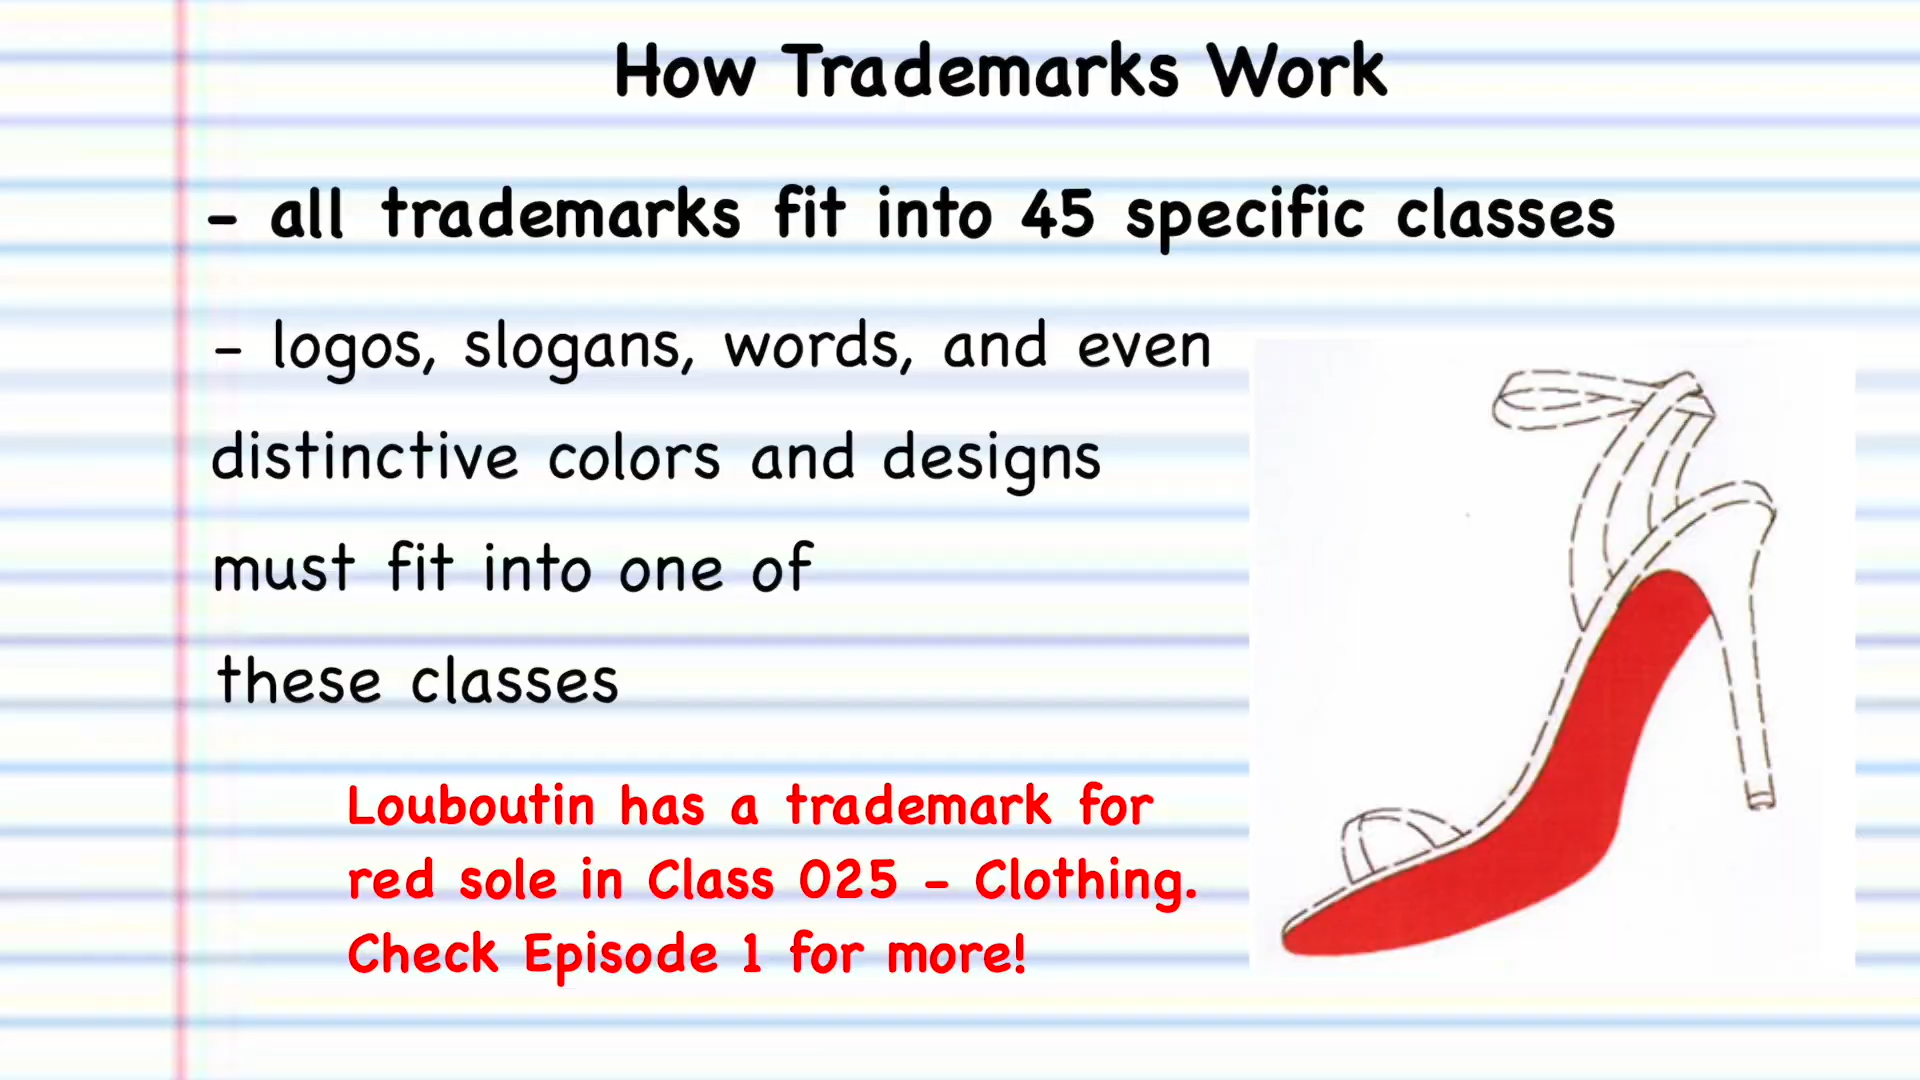 How Trademarks Work
- all trademarks fit into 45 specific classes
- logos, slogans, words, and even
distinctive colors and designs
must fit into one of
these classes
Louboutin has a trademark for
red sole in Class 025 - Clothing.
Check Episode 1 for more!